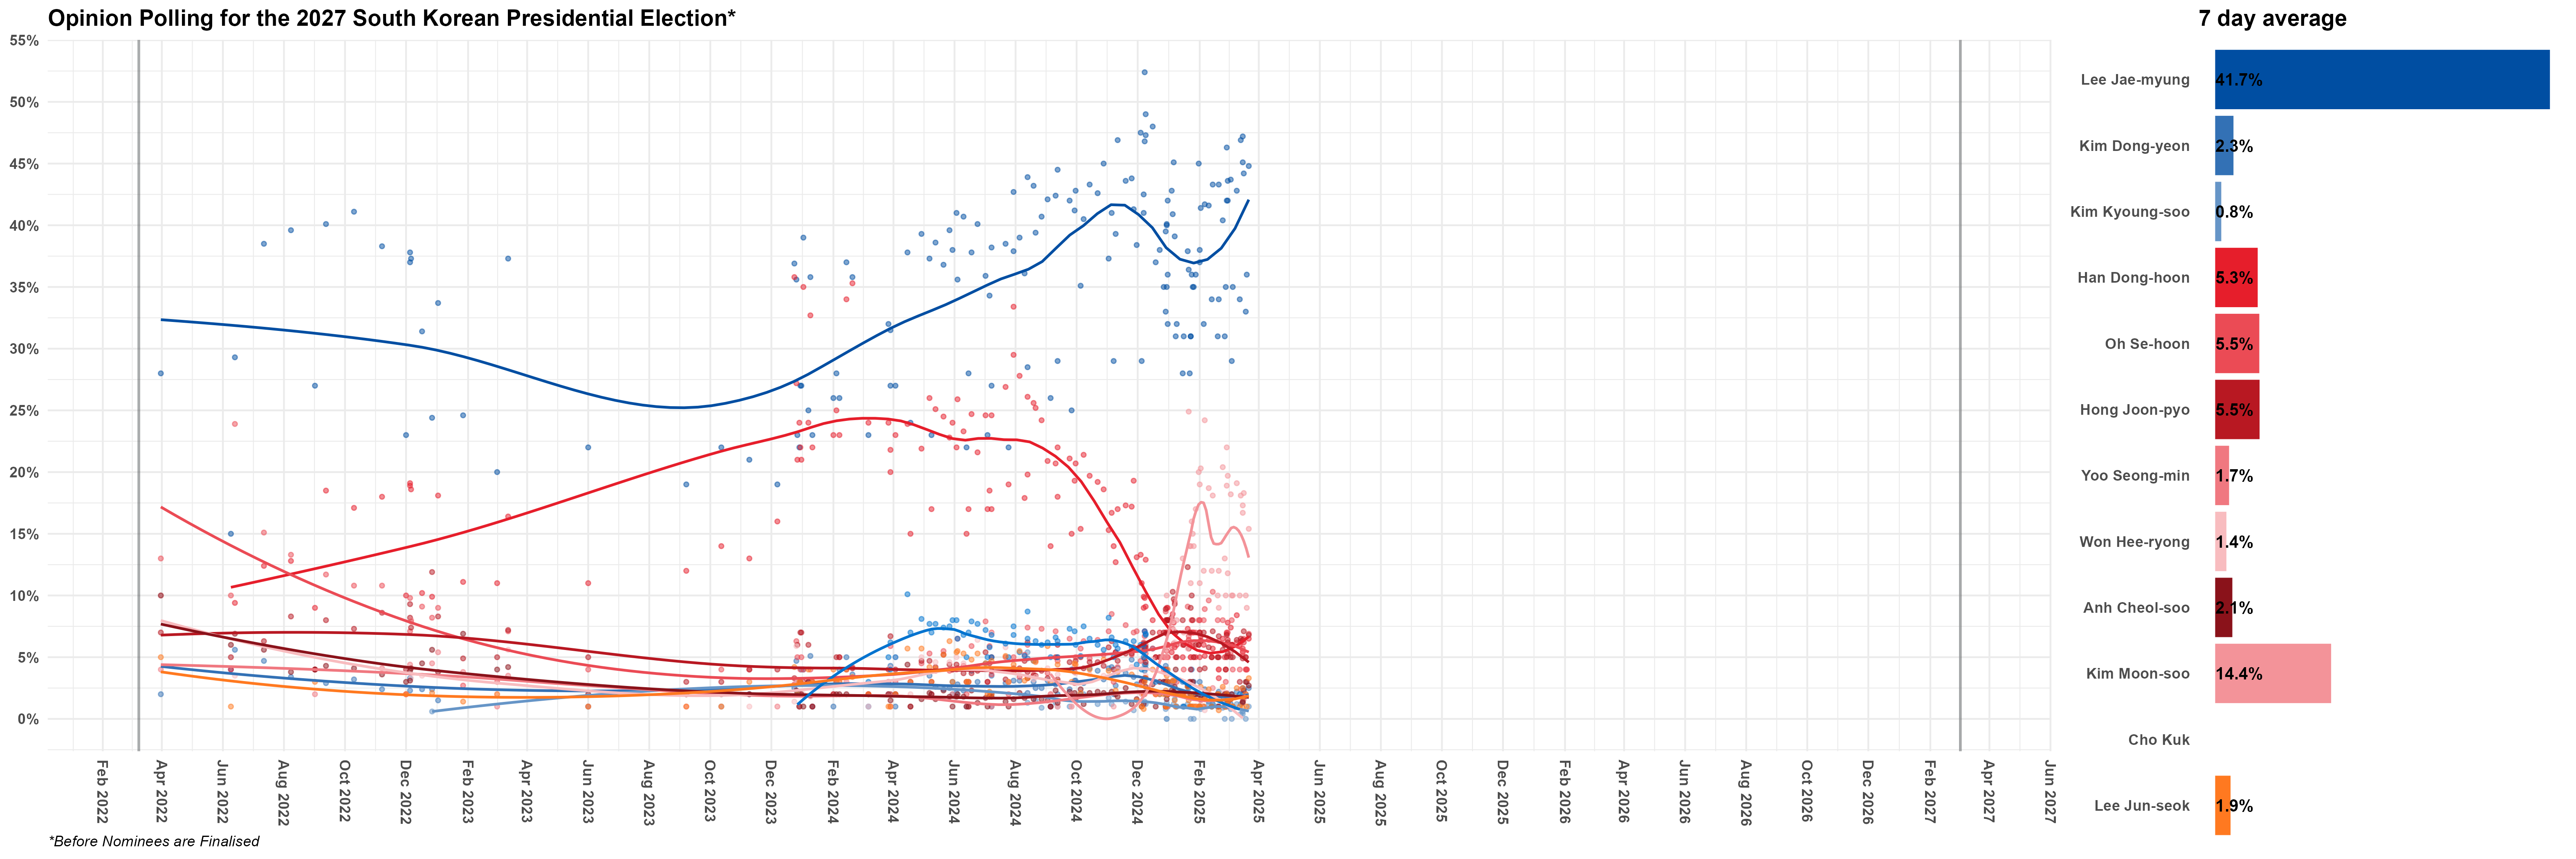 Opinion Polling for the 2027 South Korean Presidential Election*
7 day average
55%
50%
45%
40%
35%
30%
25%
20%
15%
10%
5%
0%
Feb 2022
Apr 2022
Jun 2022
Aug 2022
Oct 2022
Dec 2022
Feb 2023
Apr 2023
Jun 2023
Aug 2023
Oct 2023
Dec 2023
Feb 2024
Apr 2024
Jun 2024
Aug 2024
Oct 2024
Dec 2024
Feb 2025
Apr 2025
Jun 2025
Aug 2025
Oct 2025
Dec 2025
Feb 2026
Apr 2026
Jun 2026
Aug 2026
Oct 2026
Dec 2026
Feb 2027
Apr 2027
Jun 2027
*Before Nominees are Finalised
Lee Jae-myung 41.7%
Kim Dong-yeon 2.3%
Kim Kyoung-soo 0.8%
Han Dong-hoon 5.3%
Oh Se-hoon 5.5%
Hong Joon-pyo 5.5%
Yoo Seong-min 1.7%
Won Hee-ryong 1.4%
Anh Cheol-soo 2.1%
Kim Moon-soo 14.4%
Cho Kuk
Lee Jun-seok 1.9%